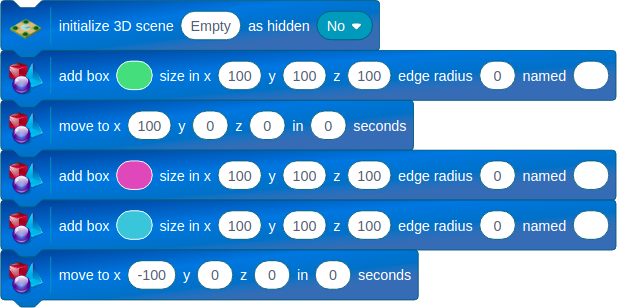 initialize 3D scene Empty as hidden No
add box size in x 100 y 100 z 100 edge radius 0 named
move to x 100 y 0 z 0 in 0 seconds
add box size in x 100 y 100 z 100 edge radius 0 named
add box size in x 100 y 100 z 100 edge radius 0 named
move to x -100 y 0 z 0 in 0 seconds